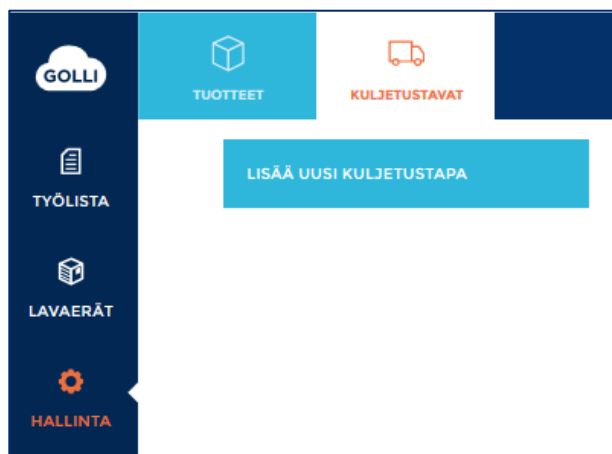 GOLLI
TUOTTEET
KULJETUSTAVAT
TYÖLISTA
LAVAERÄT
HALLINTA
LISÄÄ UUSI KULJETUSTAPA